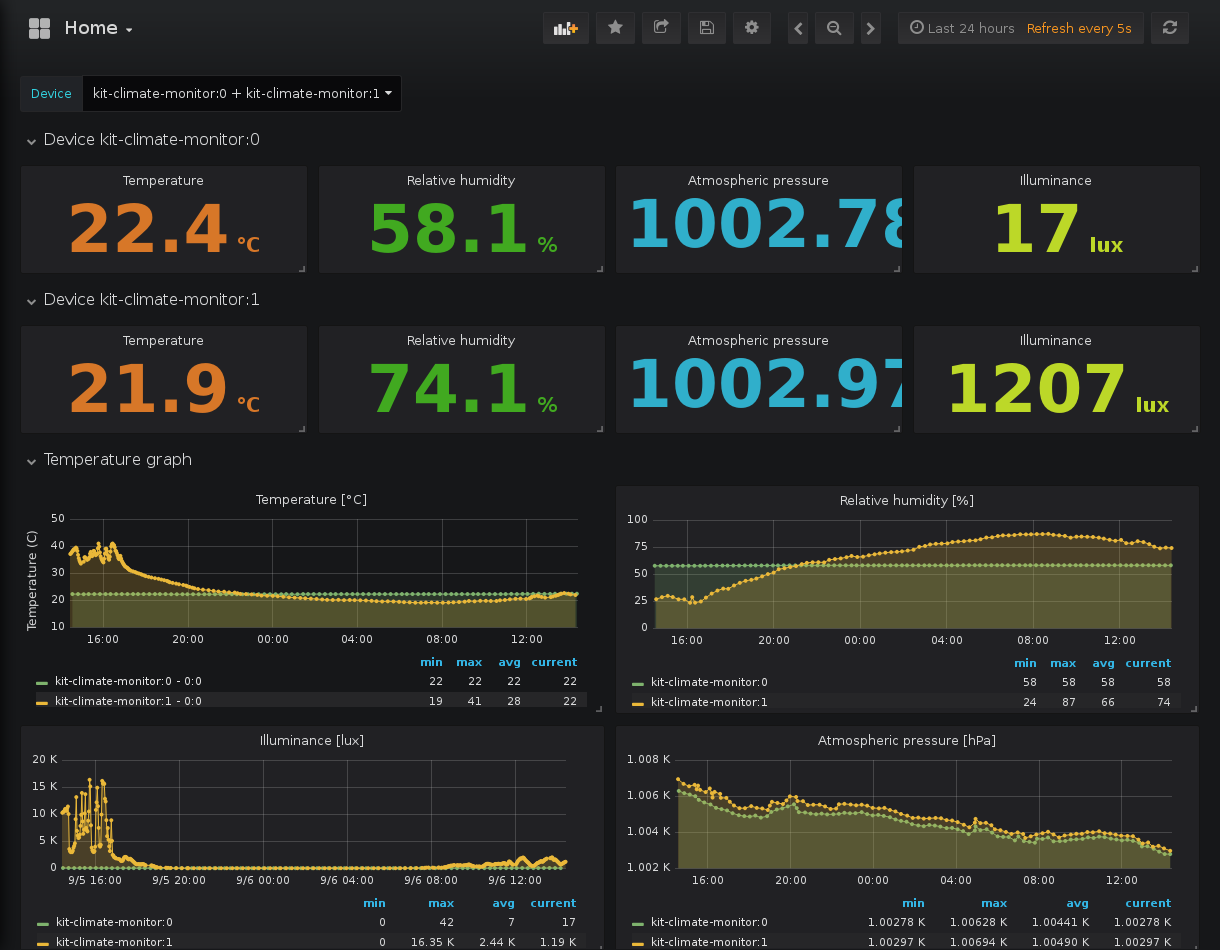 Home
Last 24 hours Refresh every 5s
Device kit-climate-monitor:0 + kit-climate-monitor:1
Device kit-climate-monitor:0
Temperature Relative humidity Atmospheric pressure Illuminance
22.4 °C 58.1 % 1002.78 17 lux
Device kit-climate-monitor:1
Temperature Relative humidity Atmospheric pressure Illuminance
21.9 °C 74.1 % 1002.97 1207 lux
Temperature graph
Temperature [°C]
Temperature (C)
50
40
30
20
10
16:00 20:00 00:00 04:00 08:00 12:00
min max avg current
kit-climate-monitor:0 - 0:0 22 22 22 22
kit-climate-monitor:1 - 0:0 19 41 28 22
Relative humidity [%]
100
75
50
25
0
16:00 20:00 00:00 04:00 08:00 12:00
min max avg current
kit-climate-monitor:0 58 58 58 58
kit-climate-monitor:1 24 87 66 74
Illuminance [lux]
20 K
15 K
10 K
5 K
0
9/5 16:00 9/5 20:00 9/6 00:00 9/6 04:00 9/6 08:00 9/6 12:00
min max avg current
kit-climate-monitor:0 0 42 7 17
kit-climate-monitor:1 0 16.35 K 2.44 K 1.19 K
Atmospheric pressure [hPa]
1.008 K
1.006 K
1.004 K
1.002 K
16:00 20:00 00:00 04:00 08:00 12:00
min max avg current
kit-climate-monitor:0 1.00278 K 1.00628 K 1.00441 K 1.00278 K
kit-climate-monitor:1 1.00297 K 1.00694 K 1.00490 K 1.00297 K